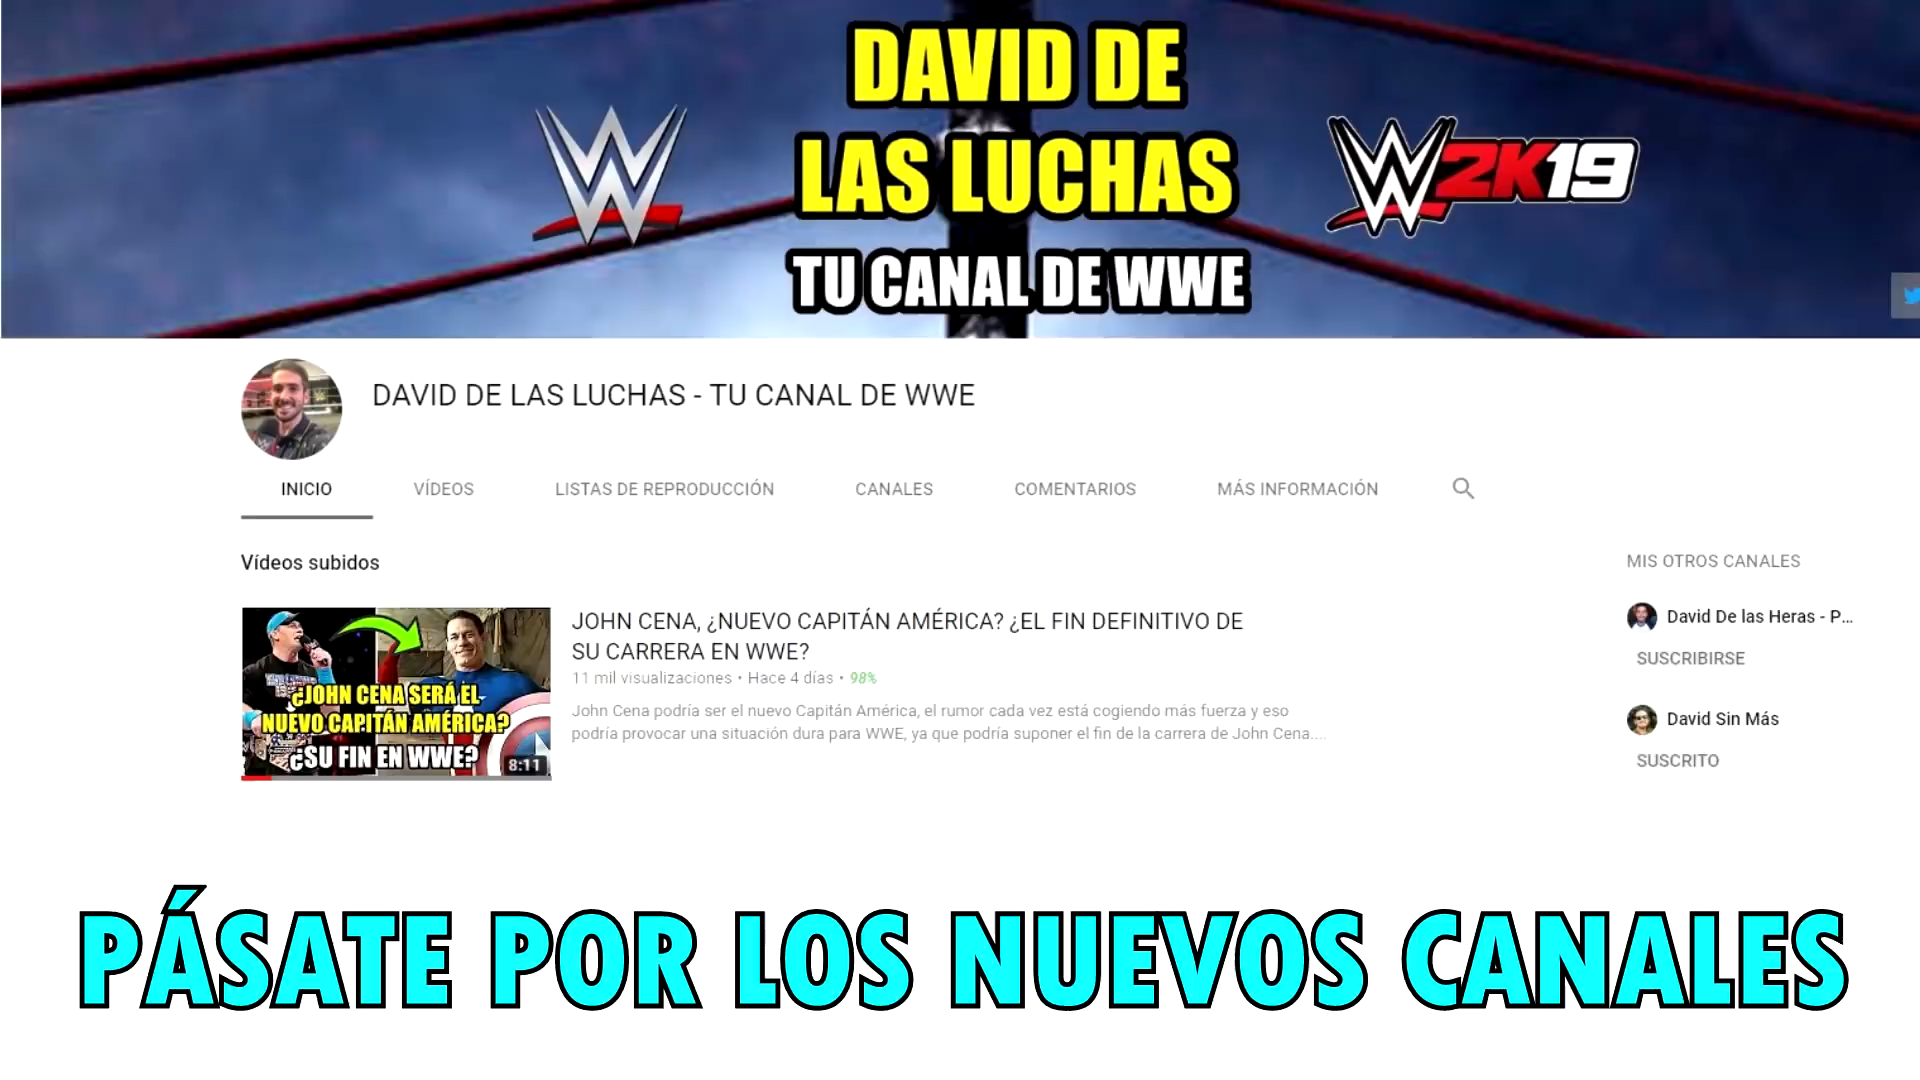 DAVID DE
LAS LUCHAS
TU CANAL DE WWE
W
W2K19
DAVID DE LAS LUCHAS - TU CANAL DE WWE
INICIO
VÍDEOS
LISTAS DE REPRODUCCIÓN
CANALES
COMENTARIOS
MÁS INFORMACIÓN
Vídeos subidos
¿JOHN CENA SERÁ EL
NUEVO CAPITÁN AMÉRICA?
¿SU FIN EN WWE?
8:11
JOHN CENA, ¿NUEVO CAPITÁN AMÉRICA? ¿EL FIN DEFINITIVO DE
SU CARRERA EN WWE?
11 mil visualizaciones • Hace 4 días • 98%
John Cena podría ser el nuevo Capitán América, el rumor cada vez está cogiendo más fuerza y eso
podría provocar una situación dura para WWE, ya que podría suponer el fin de la carrera de John Cena....
MIS OTROS CANALES
David De las Heras - P...
SUSCRIBIRSE
David Sin Más
SUSCRITO
PÁSATE POR LOS NUEVOS CANALES